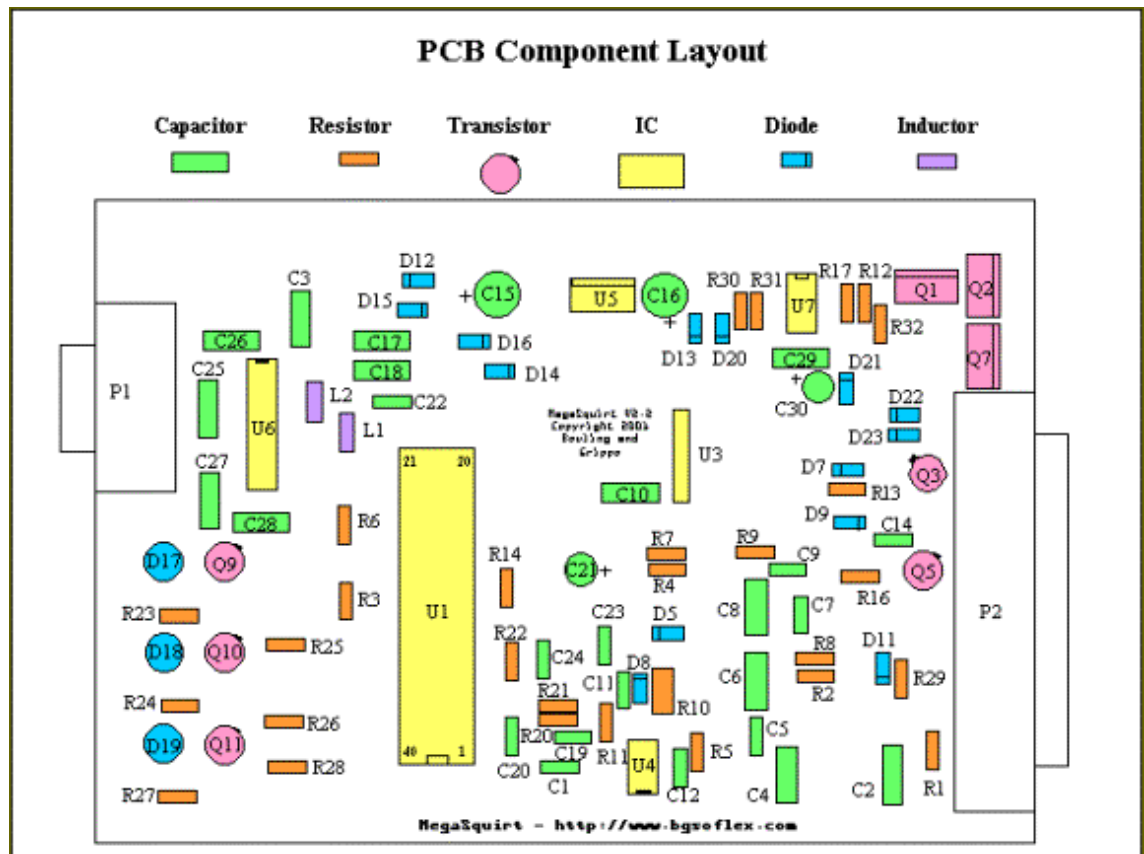 PCB Component Layout
Capacitor Resistor Transistor IC Diode Inductor
D12
C3
D15
C15
+
U5
C16
+
R30 R31
U7
R17 R12
Q1
Q2
R32
C26
C17
D16
D13 D20
Q7
C25
C18
D14
C29
D21
P1
L2
C22
+
C30
D22
U6
L1
MegaSquirt V2.2
Copyright 2001
Bowling and
Grippo
U3
D23
C27
21 20
D7
Q3
C10
R13
C28
R6
D9
C14
D17
Q9
R14
C21
+
R7
R4
R9
C9
Q5
R3
U1
R16
R23
C23
D5
C8
C7
P2
D18
Q10
R25
R22
C24
D8
R8
D11
C11
C6
R2
R29
R24
R21
R10
R26
R20
R11
C5
D19
Q11
40 1
C19
R5
R28
C20
U4
C1
C12
C4
C2
R1
R27
MegaSquirt - http://www.bgsoflex.com